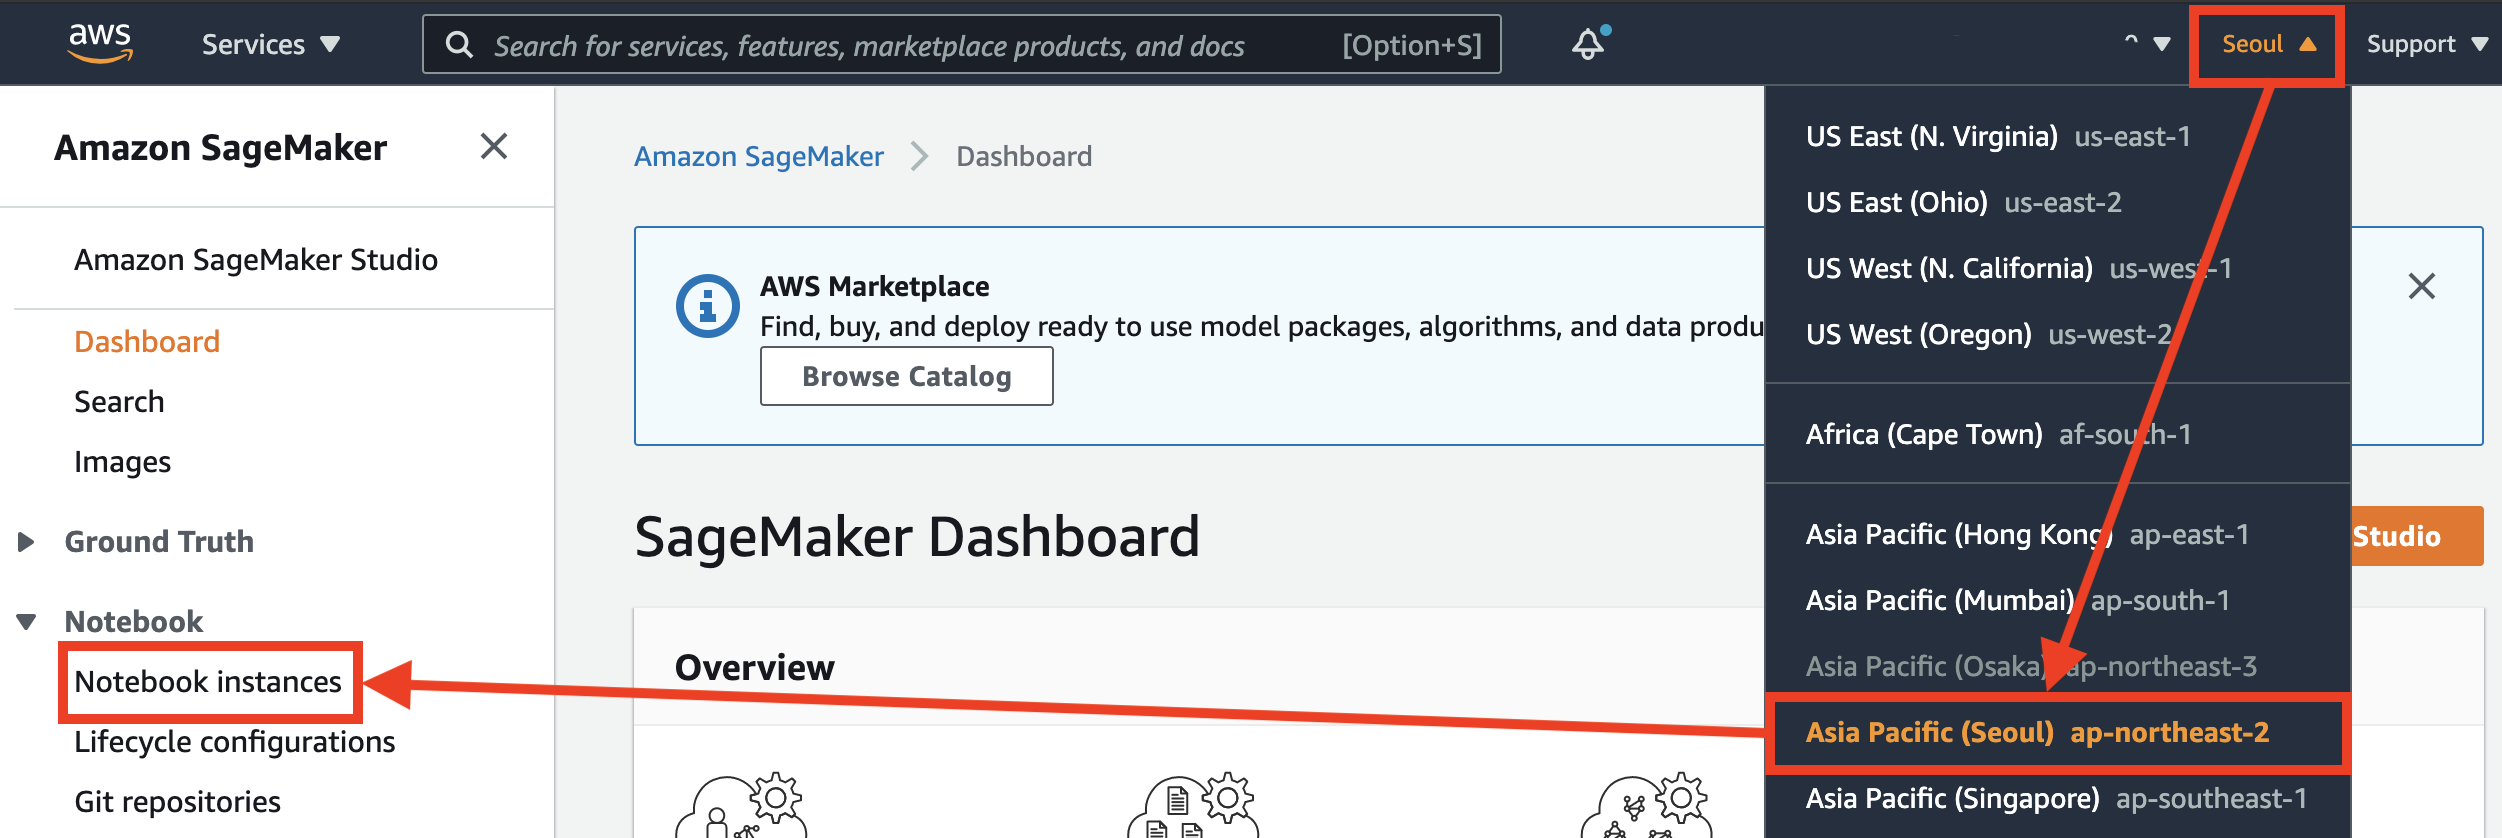 aws
Services
Search for services, features, marketplace products, and docs
[Option+S]
Seoul
Support
Amazon SageMaker
Amazon SageMaker Studio
Dashboard
Search
Images
Ground Truth
Notebook
Notebook instances
Lifecycle configurations
Git repositories
Amazon SageMaker
Dashboard
AWS Marketplace
Find, buy, and deploy ready to use model packages, algorithms, and data produ
Browse Catalog
SageMaker Dashboard
Studio
Overview
US East (N. Virginia) us-east-1
US East (Ohio) us-east-2
US West (N. California) us-west-1
US West (Oregon) us-west-2
Africa (Cape Town) af-south-1
Asia Pacific (Hong Kong) ap-east-1
Asia Pacific (Mumbai) ap-south-1
Asia Pacific (Osaka) ap-northeast-3
Asia Pacific (Seoul) ap-northeast-2
Asia Pacific (Singapore) ap-southeast-1